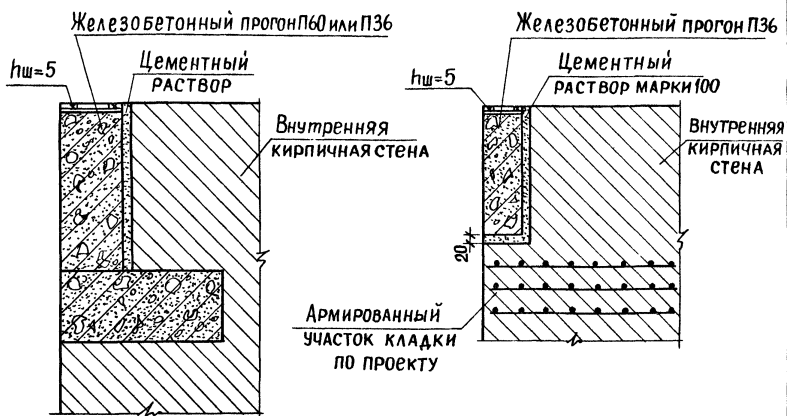 Железобетонный прогон П60 или П36
hш=5
Цементный
раствор
Внутренняя
кирпичная стена
Железобетонный прогон П36
hш=5
Цементный
раствор марки 100
Внутренняя
кирпичная
стена
20
Армированный
участок кладки
по проекту